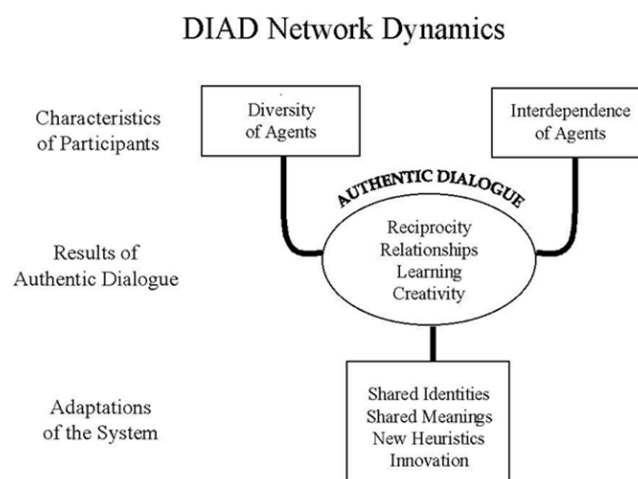 DIAD Network Dynamics
Characteristics
of Participants
Diversity
of Agents
Interdependence
of Agents
AUTHENTIC DIALOGUE
Results of
Authentic Dialogue
Reciprocity
Relationships
Learning
Creativity
Adaptations
of the System
Shared Identities
Shared Meanings
New Heuristics
Innovation